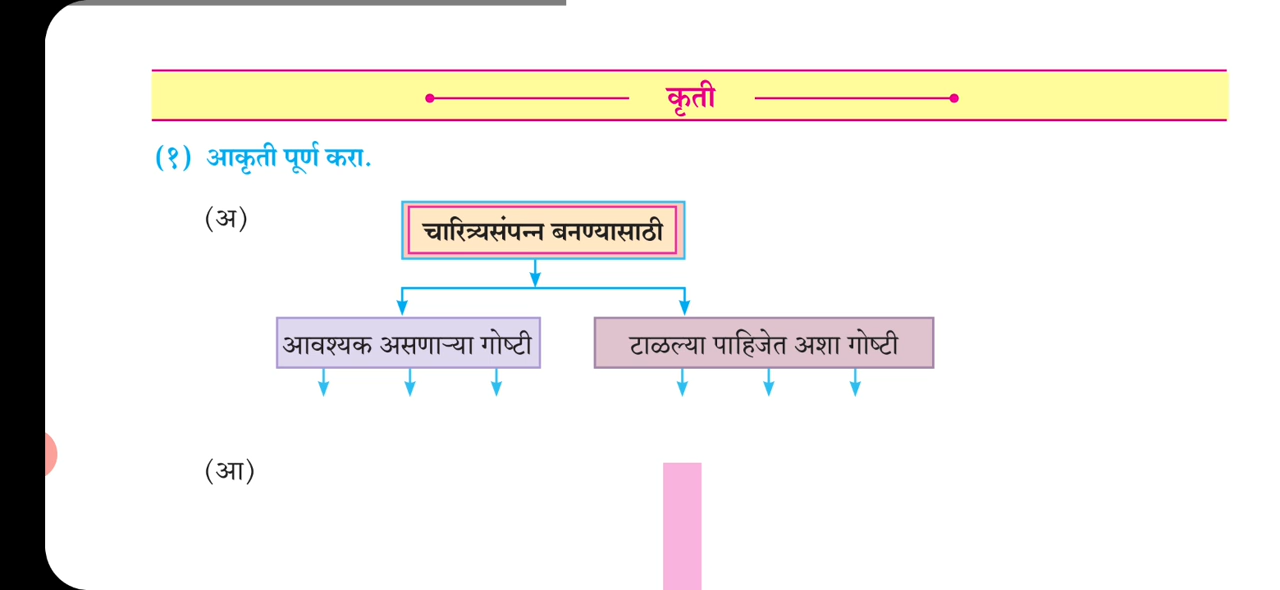 कृती
(१) आकृती पूर्ण करा.
(अ)
चारित्र्यसंपन्न बनण्यासाठी
आवश्यक असणाऱ्या गोष्टी
टाळल्या पाहिजेत अशा गोष्टी
(आ)